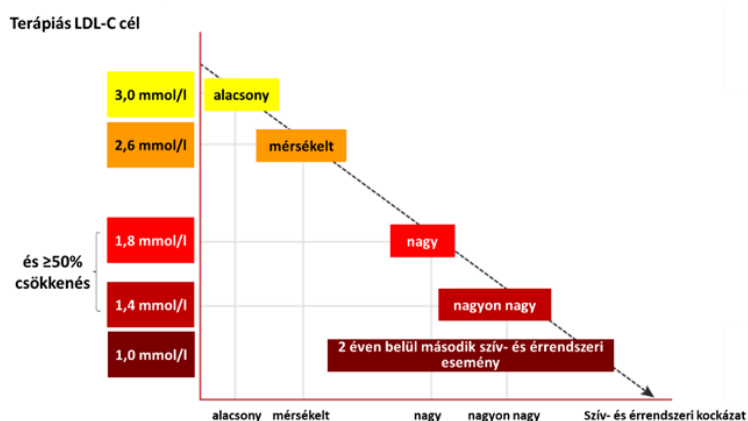 Terápiás LDL-C cél
3,0 mmol/l
alacsony
2,6 mmol/l
mérsékelt
és ≥50%
csökkenés
1,8 mmol/l
nagy
1,4 mmol/l
nagyon nagy
1,0 mmol/l
2 éven belül második szív- és érrendszeri
esemény
alacsony mérsékelt nagy nagyon nagy Szív- és érrendszeri kockázat